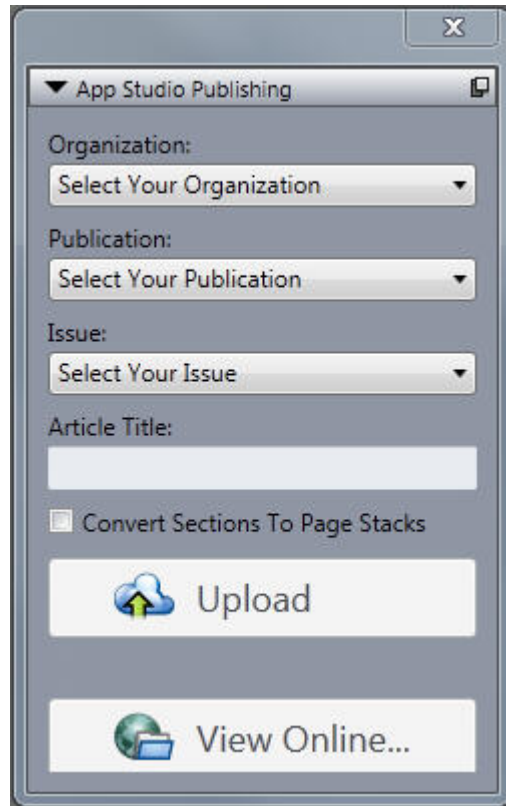 App Studio Publishing
Organization:
Select Your Organization
Publication:
Select Your Publication
Issue:
Select Your Issue
Article Title:
Convert Sections To Page Stacks
Upload
View Online...